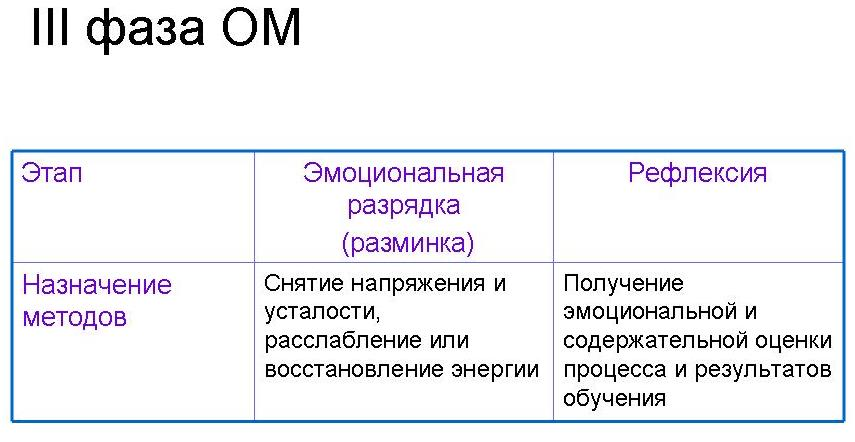 III фаза ОМ
Этап
Эмоциональная
разрядка
(разминка)
Рефлексия
Назначение
методов
Снятие напряжения и
усталости,
расслабление или
восстановление энергии
Получение
эмоциональной и
содержательной оценки
процесса и результатов
обучения